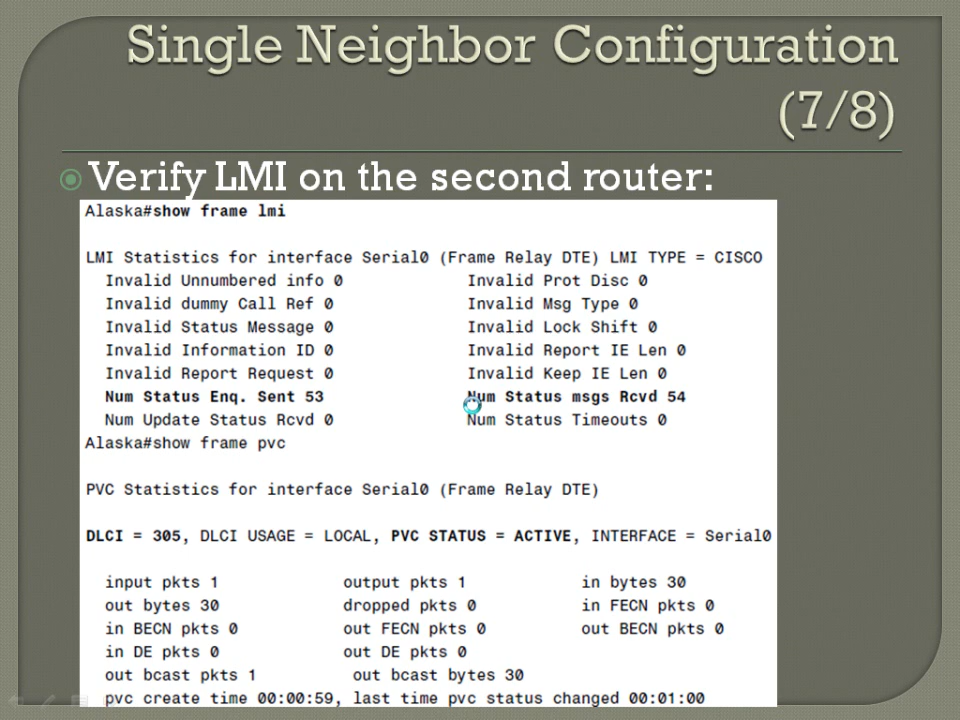 Single Neighbor Configuration
(7/8)
Verify LMI on the second router:
Alaska#show frame lmi
LMI Statistics for interface Serial0 (Frame Relay DTE) LMI TYPE = CISCO
Invalid Unnumbered info 0 Invalid Prot Disc 0
Invalid dummy Call Ref 0 Invalid Msg Type 0
Invalid Status Message 0 Invalid Lock Shift 0
Invalid Information ID 0 Invalid Report IE Len 0
Invalid Report Request 0 Invalid Keep IE Len 0
Num Status Enq. Sent 53 Num Status msgs Rcvd 54
Num Update Status Rcvd 0 Num Status Timeouts 0
Alaska#show frame pvc
PVC Statistics for interface Serial0 (Frame Relay DTE)
DLCI = 305, DLCI USAGE = LOCAL, PVC STATUS = ACTIVE, INTERFACE = Serial0
input pkts 1 output pkts 1 in bytes 30
out bytes 30 dropped pkts 0 in FECN pkts 0
in BECN pkts 0 out FECN pkts 0 out BECN pkts 0
in DE pkts 0 out DE pkts 0
out bcast pkts 1 out bcast bytes 30
pvc create time 00:00:59, last time pvc status changed 00:01:00